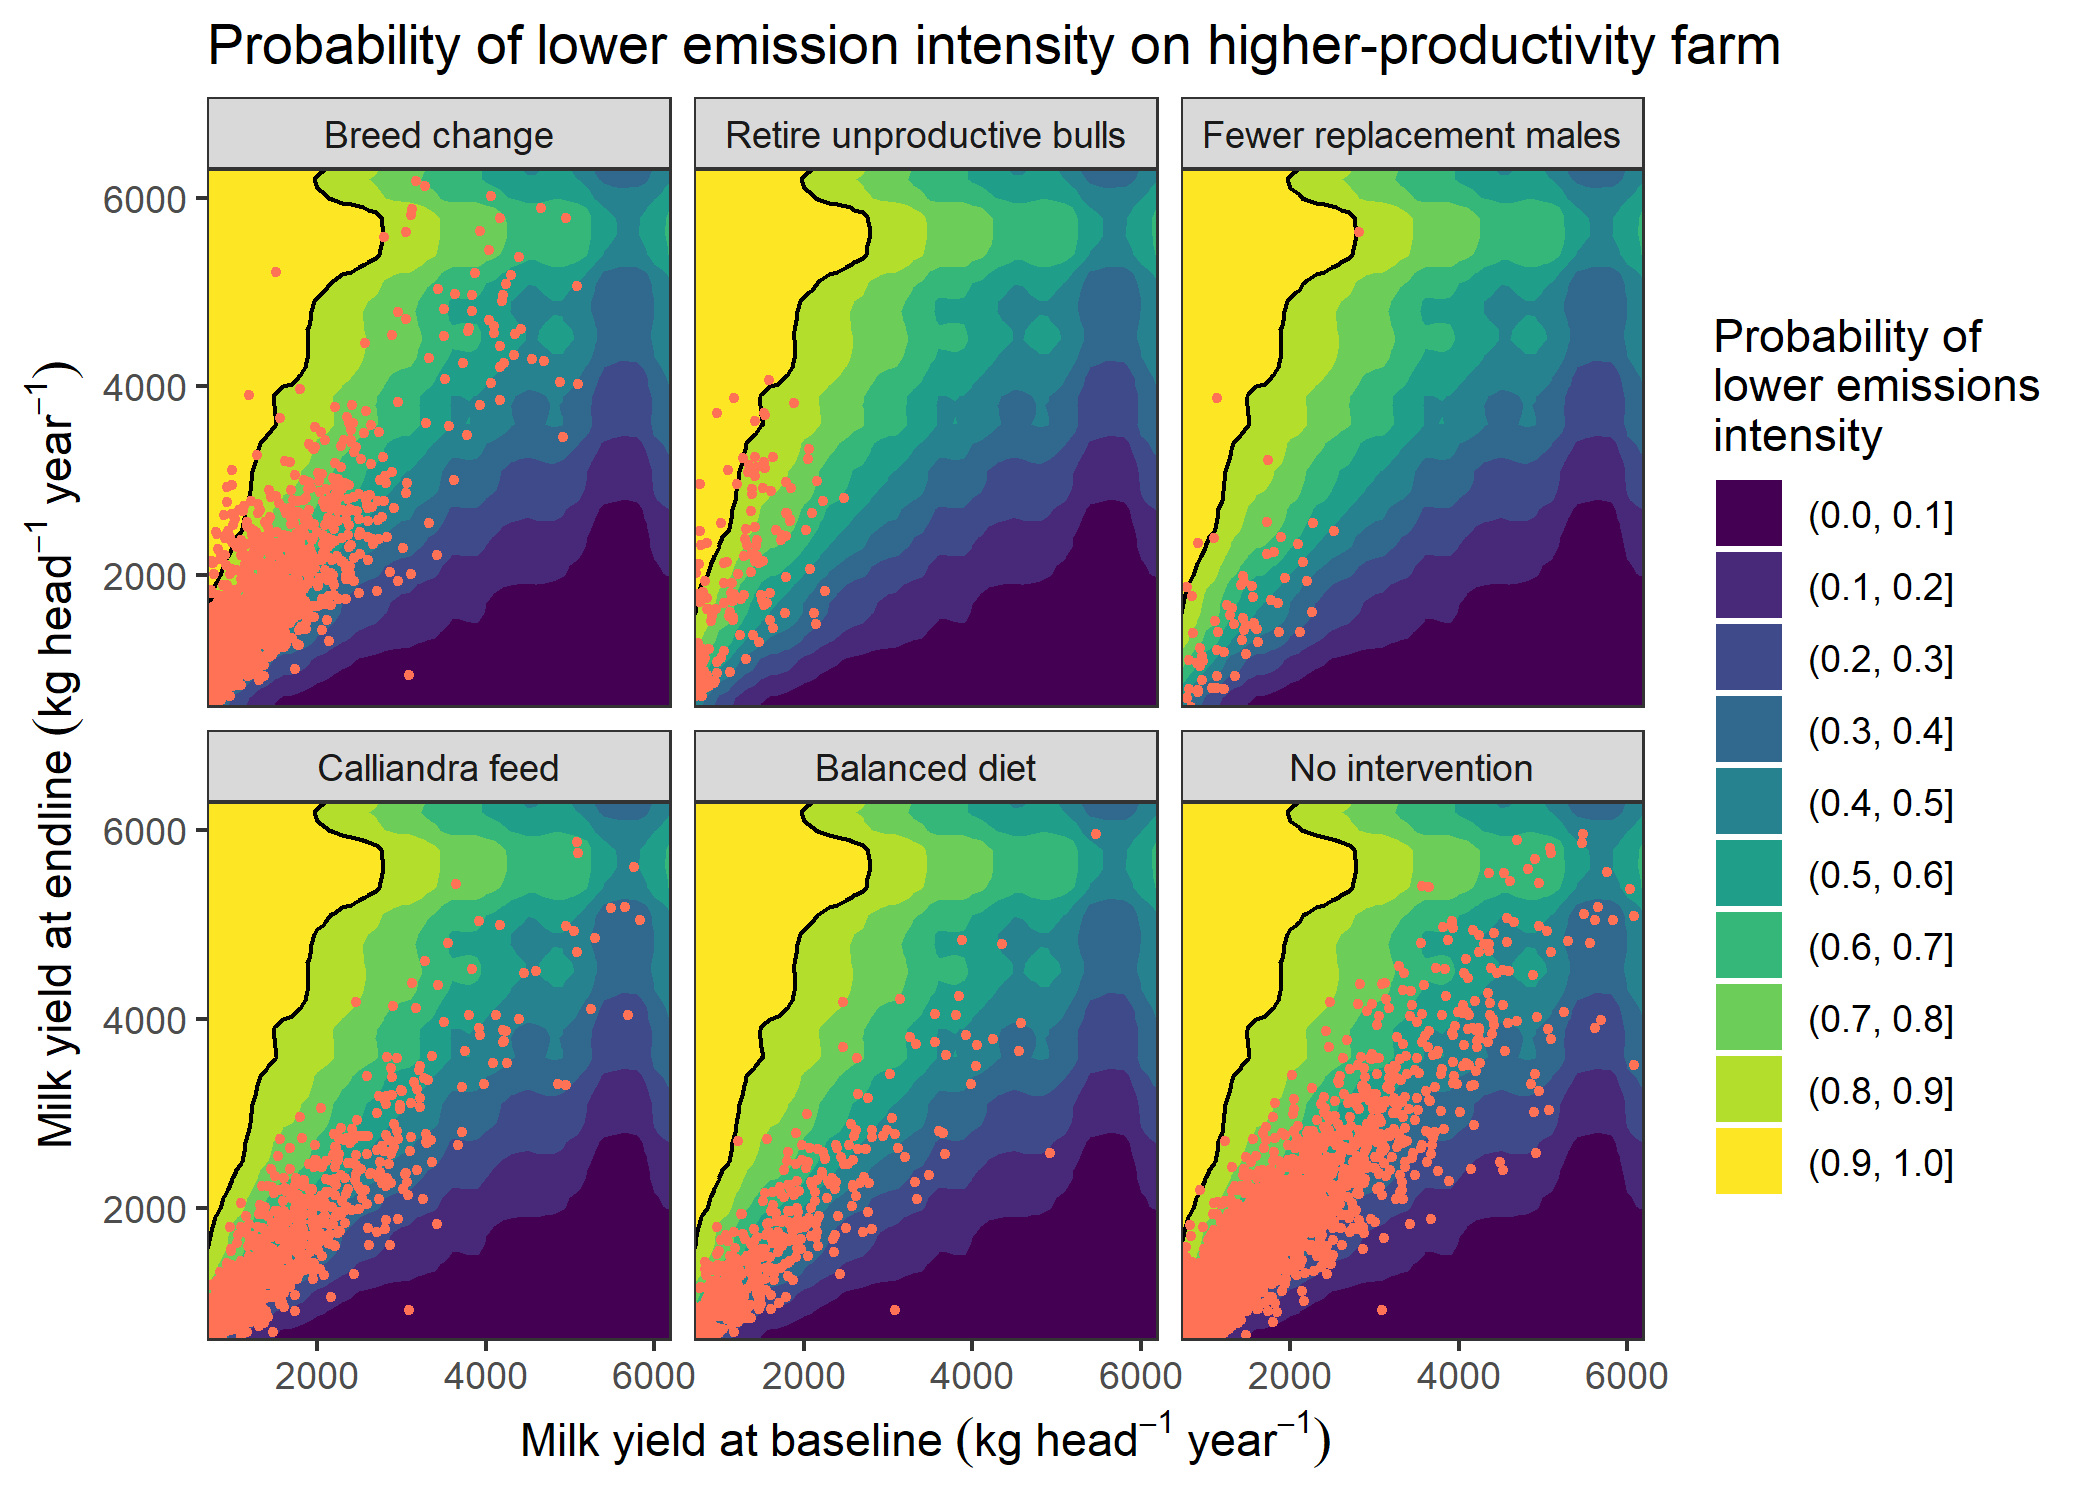 Probability of lower emission intensity on higher-productivity farm
Breed change
Retire unproductive bulls
Fewer replacement males
6000
4000
2000
Calliandra feed
Balanced diet
No intervention
6000
4000
2000
2000 4000 6000 2000 4000 6000 2000 4000 6000
Milk yield at baseline (kg head⁻¹ year⁻¹)
Milk yield at endline (kg head⁻¹ year⁻¹)
Probability of
lower emissions
intensity
(0.0, 0.1]
(0.1, 0.2]
(0.2, 0.3]
(0.3, 0.4]
(0.4, 0.5]
(0.5, 0.6]
(0.6, 0.7]
(0.7, 0.8]
(0.8, 0.9]
(0.9, 1.0]